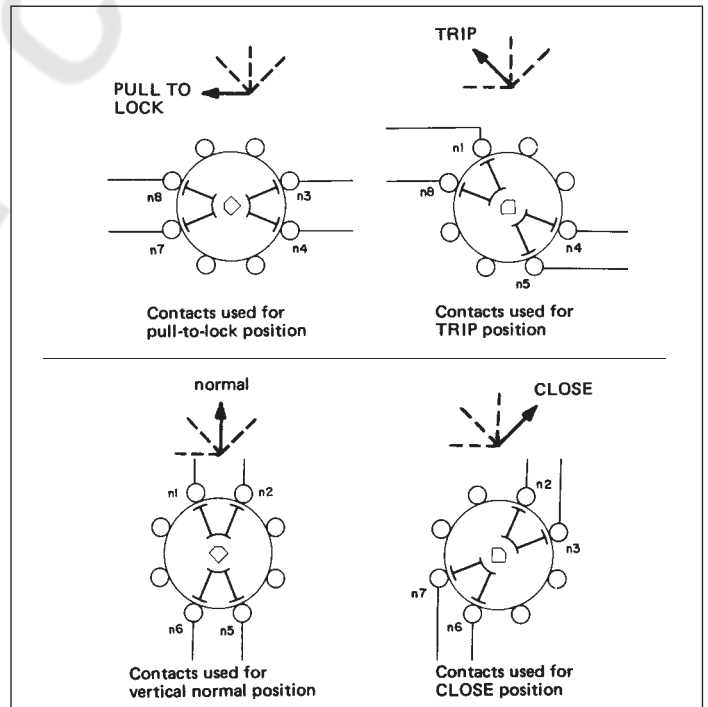 TRIP
PULL TO
LOCK
n1
n8
n3
n8
n7
n4
n4
n5
Contacts used for
pull-to-lock position
Contacts used for
TRIP position
normal
CLOSE
n1
n2
n2
n3
n7
n6
n5
n6
Contacts used for
vertical normal position
Contacts used for
CLOSE position